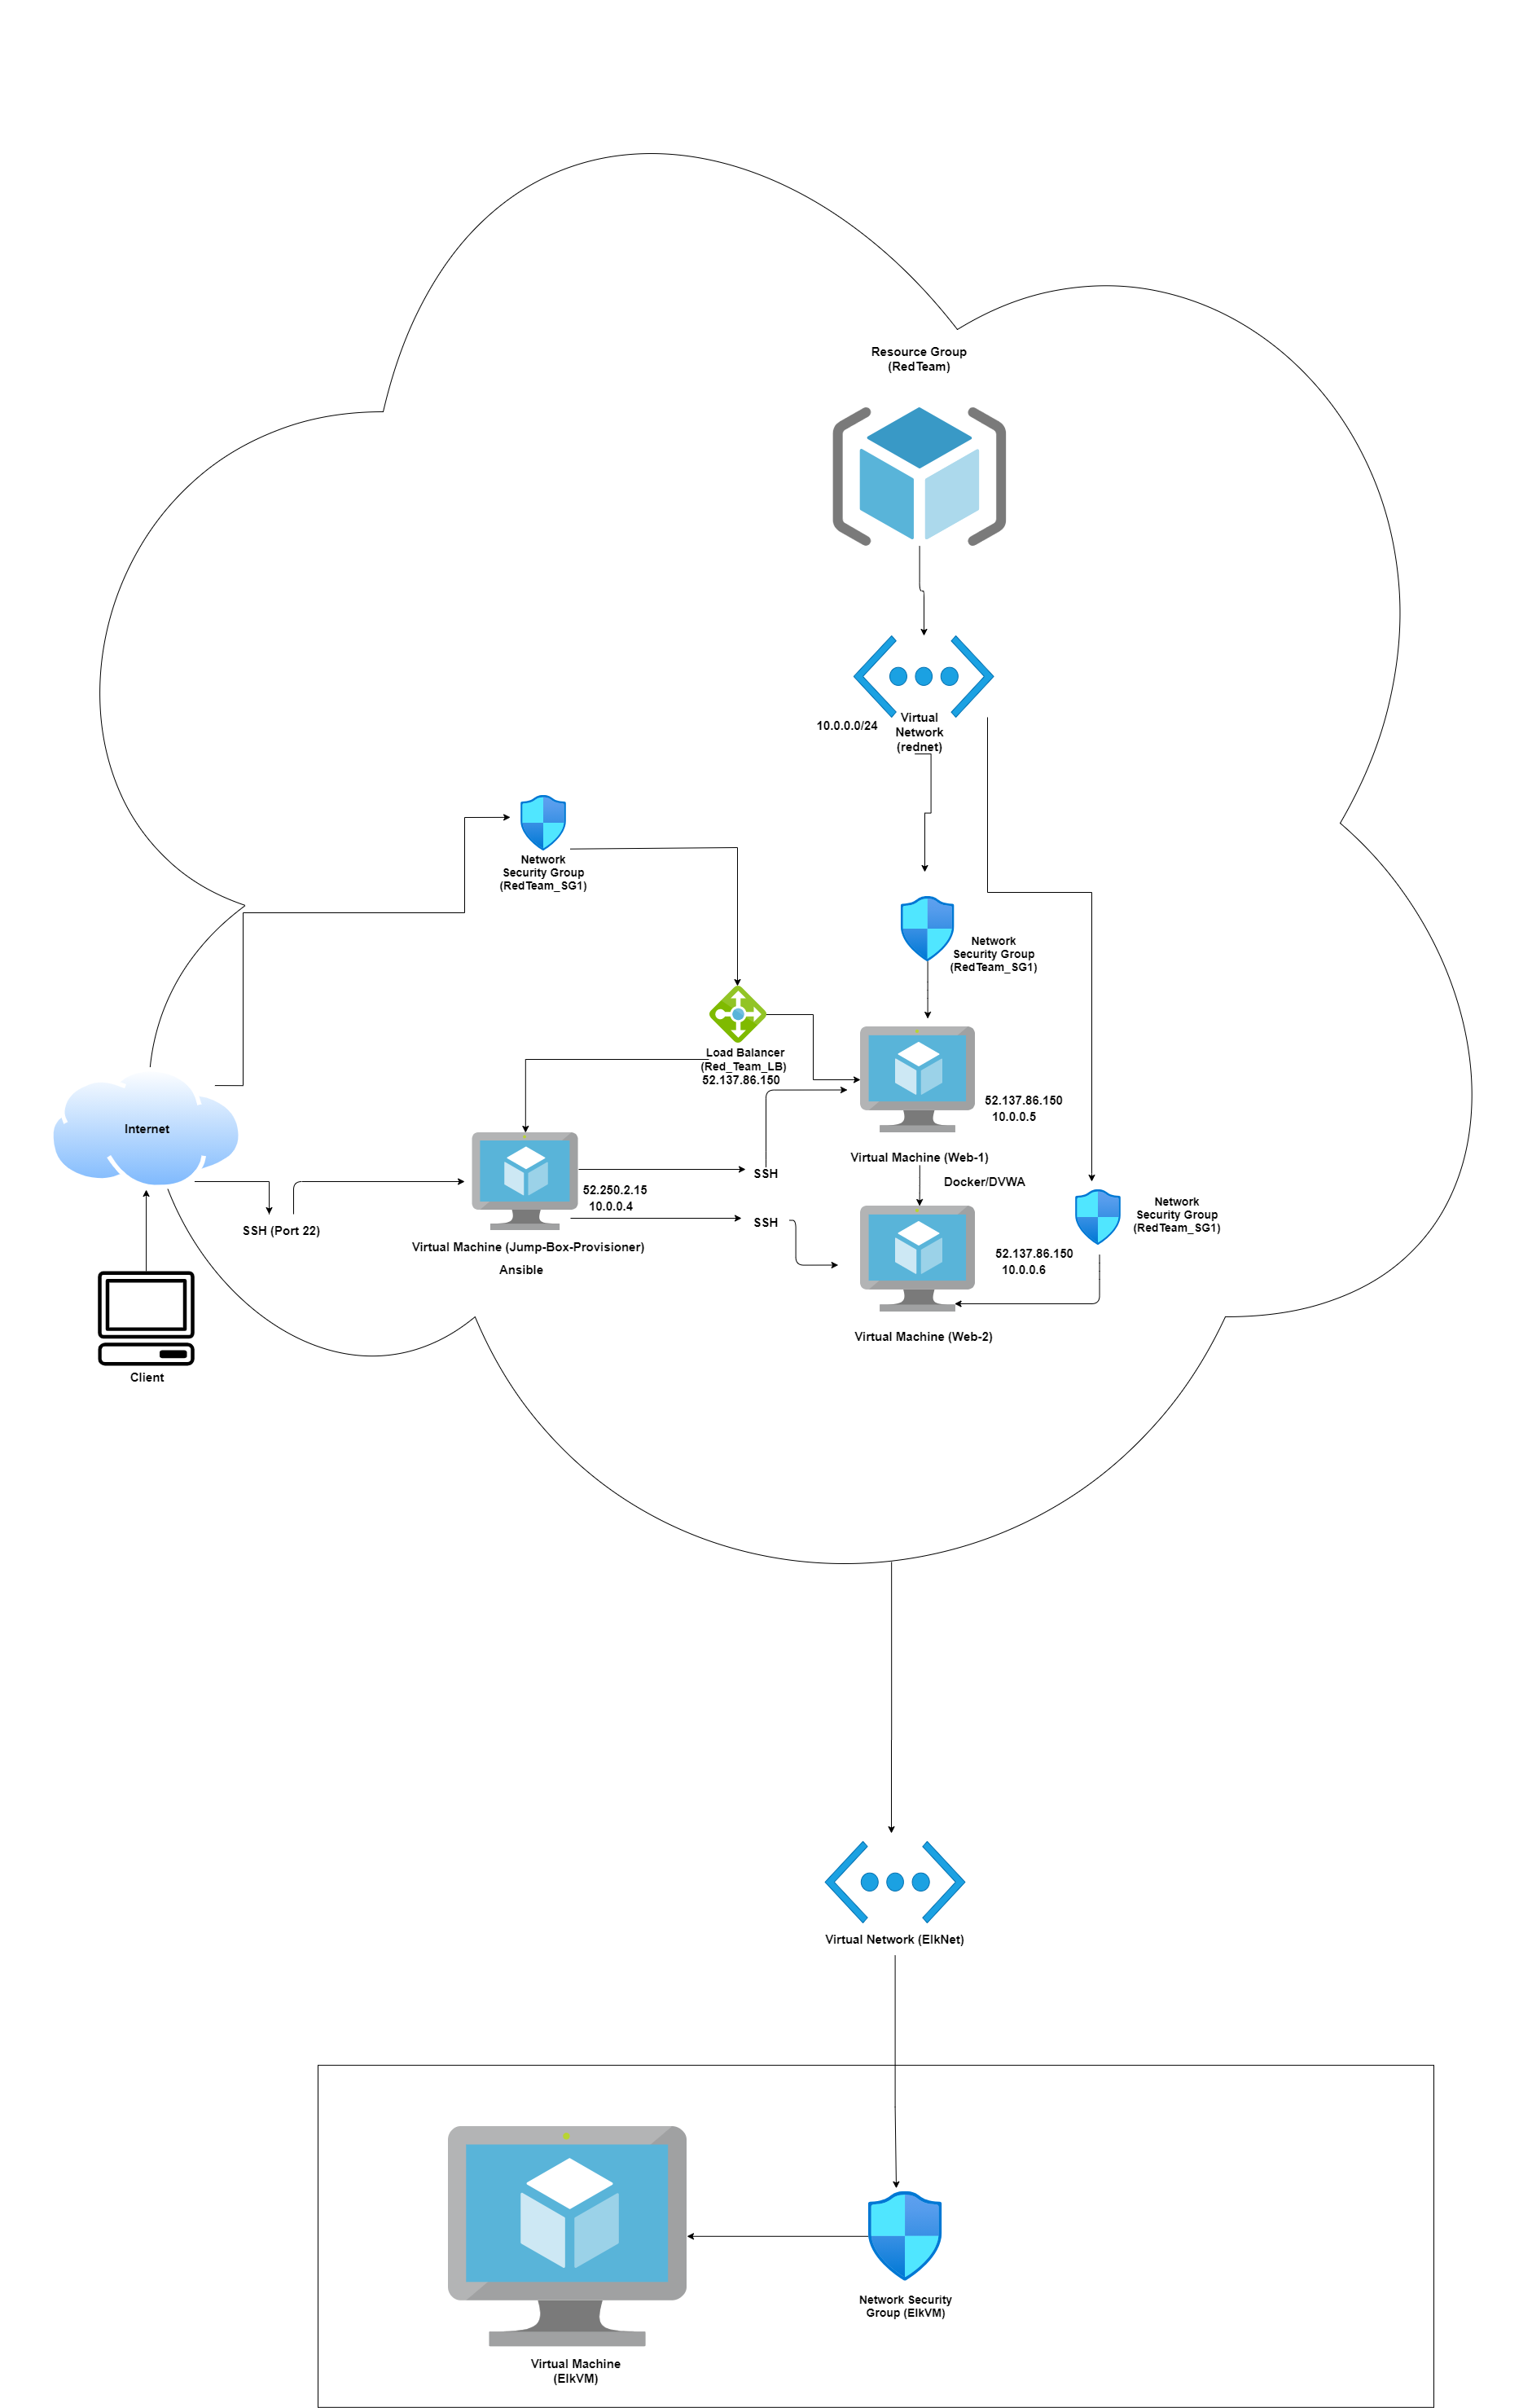 Resource Group
(RedTeam)
10.0.0.0/24
Virtual
Network
(rednet)
Network
Security Group
(RedTeam_SG1)
Network
Security Group
(RedTeam_SG1)
Load Balancer
(Red_Team_LB)
52.137.86.150
52.137.86.150
10.0.0.5
Internet
Virtual Machine (Web-1)
SSH
Docker/DVWA
52.250.2.15
10.0.0.4
Network
Security Group
(RedTeam_SG1)
SSH (Port 22)
SSH
Virtual Machine (Jump-Box-Provisioner)
Ansible
52.137.86.150
10.0.0.6
Virtual Machine (Web-2)
Client
Virtual Network (ElkNet)
Network Security
Group (ElkVM)
Virtual Machine
(ElkVM)